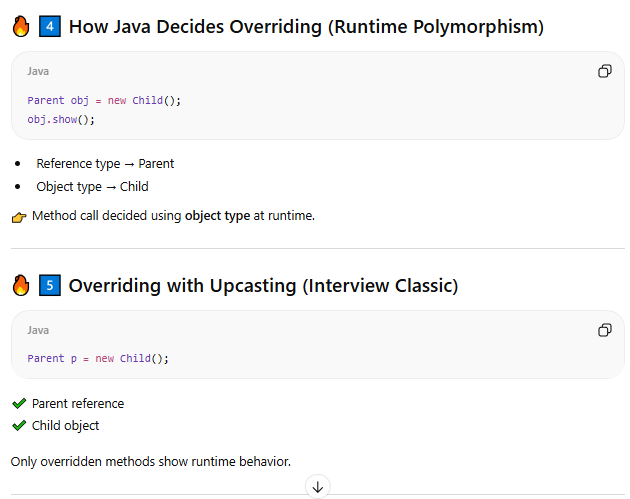 🔥 4️⃣ How Java Decides Overriding (Runtime Polymorphism)
Java
Parent obj = new Child();
obj.show();
• Reference type → Parent
• Object type → Child
👉 Method call decided using object type at runtime.
🔥 5️⃣ Overriding with Upcasting (Interview Classic)
Java
Parent p = new Child();
✔ Parent reference
✔ Child object
Only overridden methods show runtime behavior.